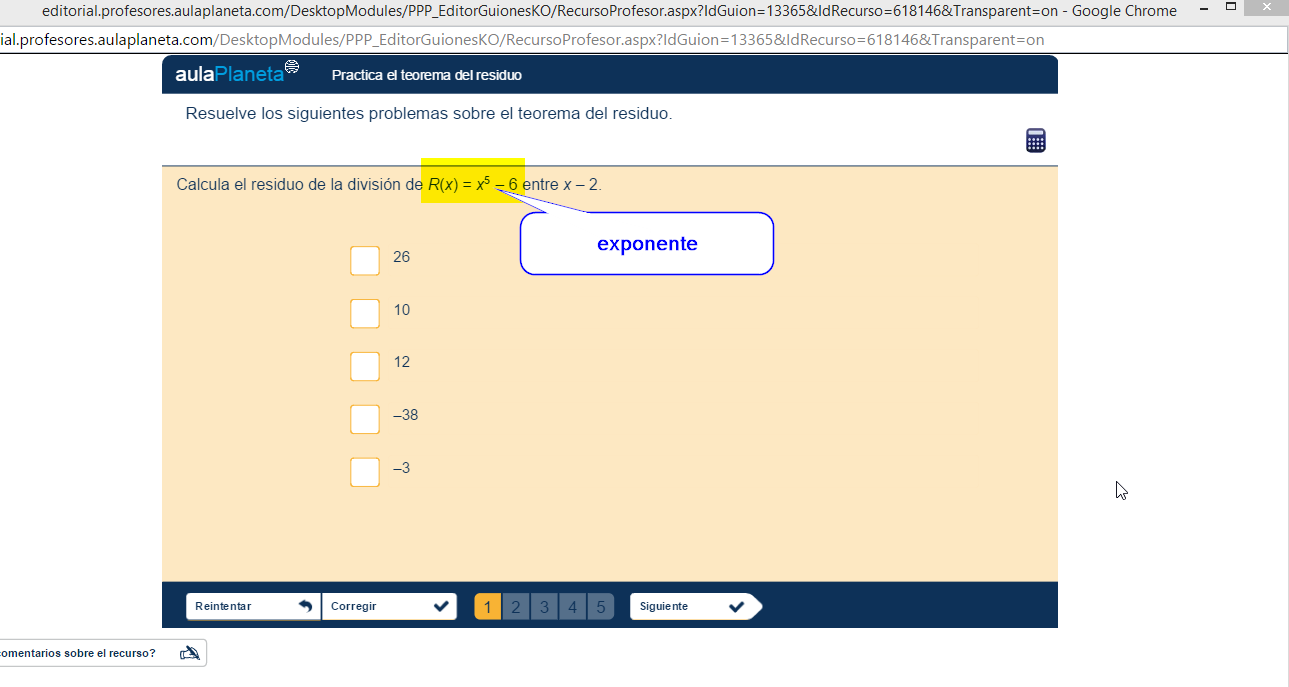 editorial.profesores.aulaplaneta.com/DesktopModules/PPP_EditorGuionesKO/RecursoProfesor.aspx?IdGuion=13365&IdRecurso=618146&Transparent=on - Google Chrome
ial.profesores.aulaplaneta.com/DesktopModules/PPP_EditorGuionesKO/RecursoProfesor.aspx?IdGuion=13365&IdRecurso=618146&Transparent=on
aulaPlaneta Practica el teorema del residuo
Resuelve los siguientes problemas sobre el teorema del residuo.
Calcula el residuo de la división de R(x) = x⁵ – 6 entre x – 2.
exponente
26
10
12
–38
–3
Reintentar Corregir 1 2 3 4 5 Siguiente
omentarios sobre el recurso?